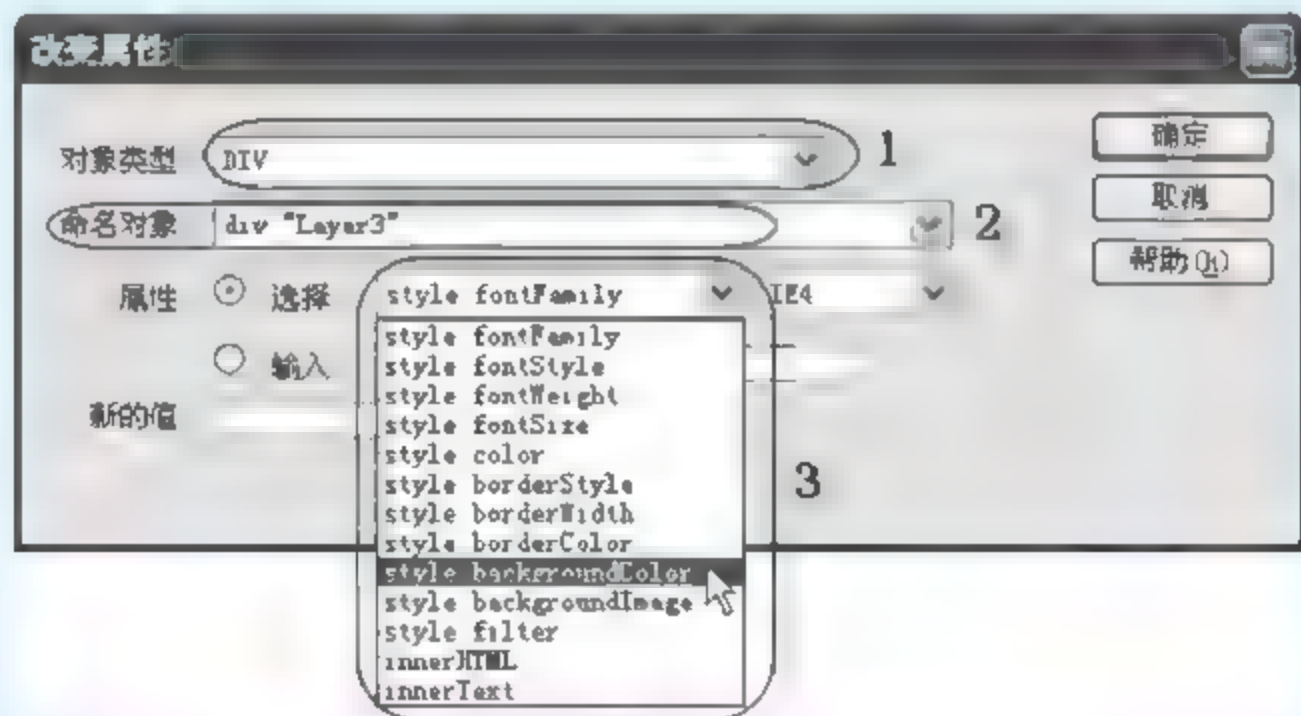 改变属性
对象类型 DIV 1
确定
取消
命名对象 div "Layer3" 2
帮助(H)
属性 选择 style fontFamily IE4
输入
新的值
style fontFamily
style fontStyle
style fontWeight
style fontSize
style color
style borderStyle
style borderWidth
style borderColor
style backgroundColor
style backgroundImage
style filter
innerHTML
innerText
3